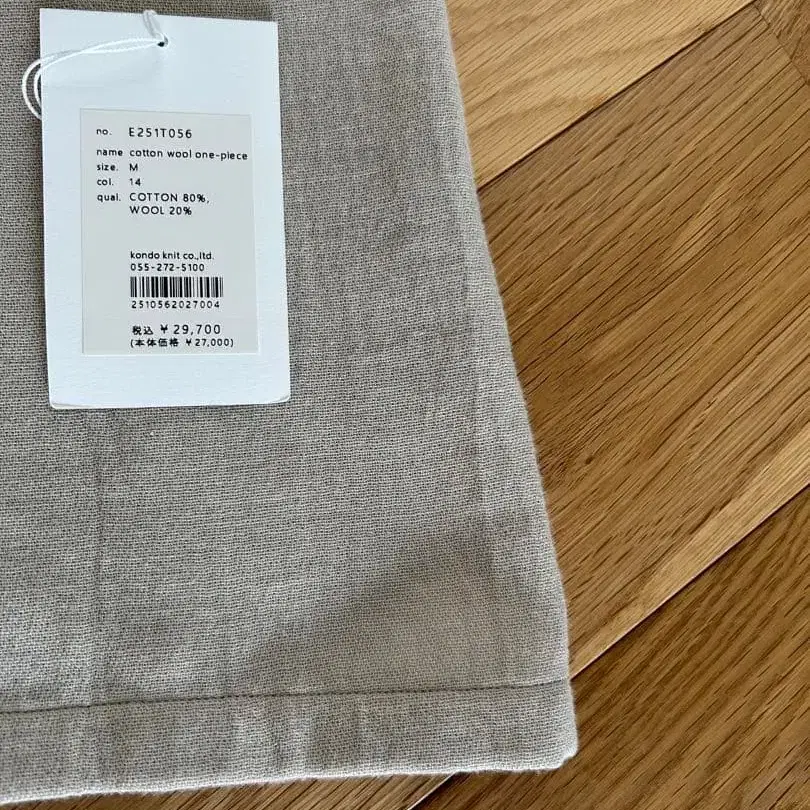 no. E251T056
name cotton wool one-piece
size. M
col. 14
qual. COTTON 80%,
WOOL 20%
kondo knit co.,ltd.
055-272-5100
2510562027004
税込 ¥29,700
(本体価格 ¥27,000)